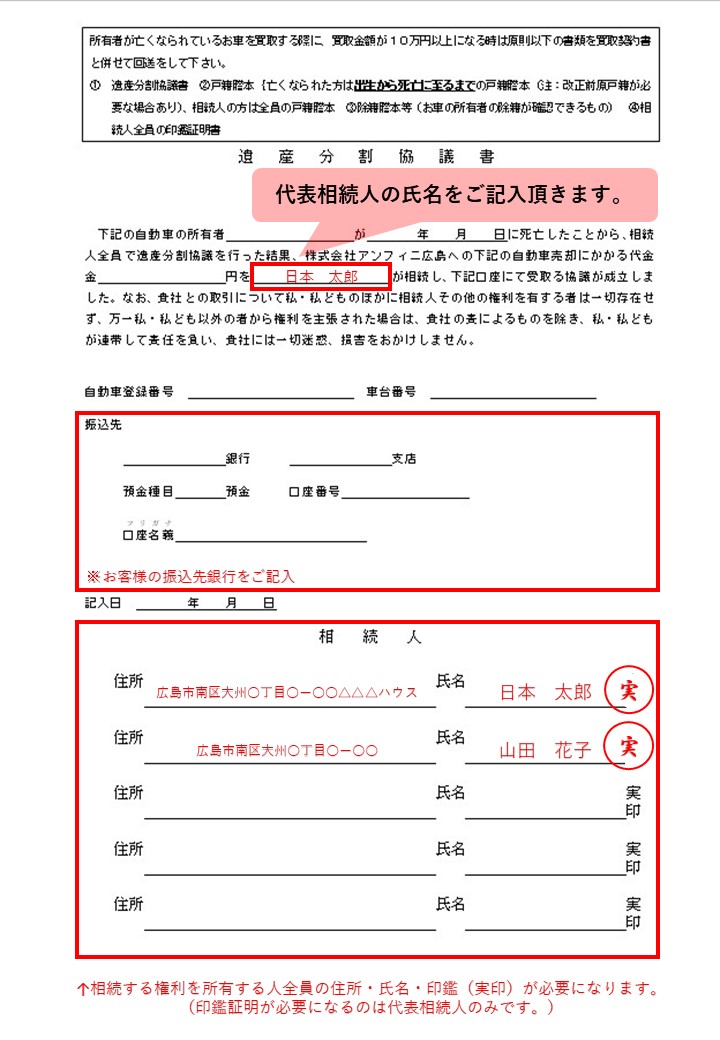 所有者が亡くなられているお車を買取する際に、買取金額が１０万円以上になる時は原則以下の書類を買取契約書
と併せて回送をして下さい。
① 遺産分割協議書 ②戸籍謄本｛亡くなられた方は出生から死亡に至るまでの戸籍謄本（注：改正前原戸籍が必
要な場合あり）、相続人の方は全員の戸籍謄本 ③除籍謄本等（お車の所有者の除籍が確認できるもの） ④相
続人全員の印鑑証明書
遺 産 分 割 協 議 書
代表相続人の氏名をご記入頂きます。
下記の自動車の所有者＿＿＿＿が＿＿年＿月＿日に死亡したことから、相続
人全員で遺産分割協議を行った結果、株式会社アンフィニ広島への下記の自動車売却にかかる代金
金＿＿＿＿円を 日本 太郎 が相続し、下記口座にて受取る協議が成立しま
した。なお、貴社との取引について私・私どものほかに相続人その他の権利を有する者は一切存在せ
ず、万一私・私ども以外の者から権利を主張された場合は、貴社の責によるものを除き、私・私ども
が連帯して責任を負い、貴社には一切迷惑、損害をおかけしません。
自動車登録番号＿＿＿＿ 車台番号＿＿＿＿
振込先
＿＿＿＿銀行 ＿＿＿＿支店
預金種目＿＿預金 口座番号＿＿＿＿
フリガナ
口座名義＿＿＿＿
※お客様の振込先銀行をご記入
記入日 ＿＿年＿月＿日
相 続 人
住所 広島市南区大州〇丁目〇ー〇〇△△△ハウス 氏名 日本 太郎 実
住所 広島市南区大州〇丁目〇ー〇〇 氏名 山田 花子 実
住所 氏名 実印
住所 氏名 実印
住所 氏名 実印
↑相続する権利を所有する人全員の住所・氏名・印鑑（実印）が必要になります。
（印鑑証明が必要になるのは代表相続人のみです。）